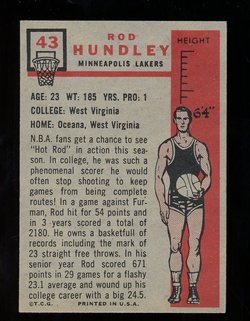 43
ROD
HUNDLEY
MINNEAPOLIS LAKERS
HEIGHT
6'4"
AGE: 23 WT: 185 YRS. PRO: 1
COLLEGE: West Virginia
HOME: Oceana, West Virginia
N.B.A. fans get a chance to see
"Hot Rod" in action this sea-
son. In college, he was such a
phenomenal scorer he would
often stop shooting to keep
games from being complete
routes! In a game against Fur-
man, Rod hit for 54 points and
in 3 years scored a total of
2180. He owns a basketful of
records including the mark of
23 straight free throws. In his
senior year Rod scored 671
points in 29 games for a flashy
23.1 average and wound up his
college career with a big 24.5.
©T.C.G. PRINTED IN U.S.A.